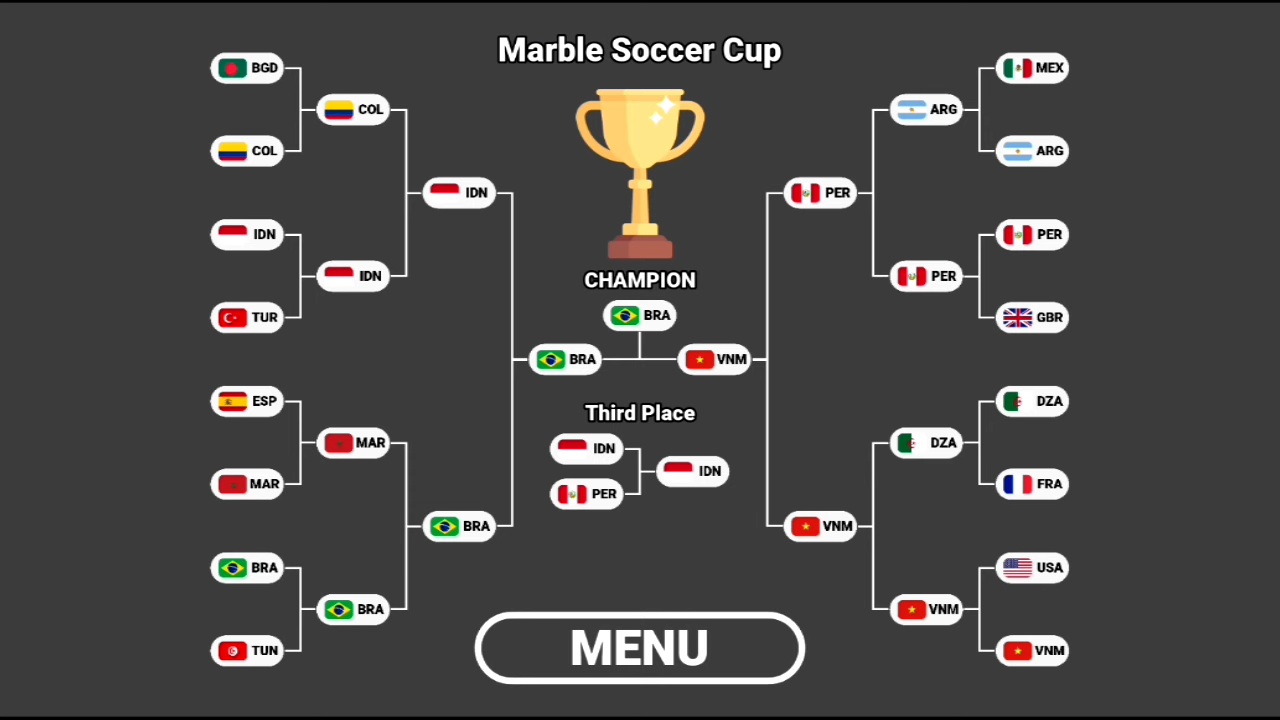 Marble Soccer Cup
BGD
COL
COL
IDN
IDN
TUR
IDN
ESP
MAR
MAR
BRA
BRA
TUN
BRA
CHAMPION
BRA
BRA
VNM
Third Place
IDN
PER
IDN
MENU
PER
ARG
MEX
ARG
PER
PER
GBR
VNM
DZA
DZA
FRA
VNM
USA
VNM